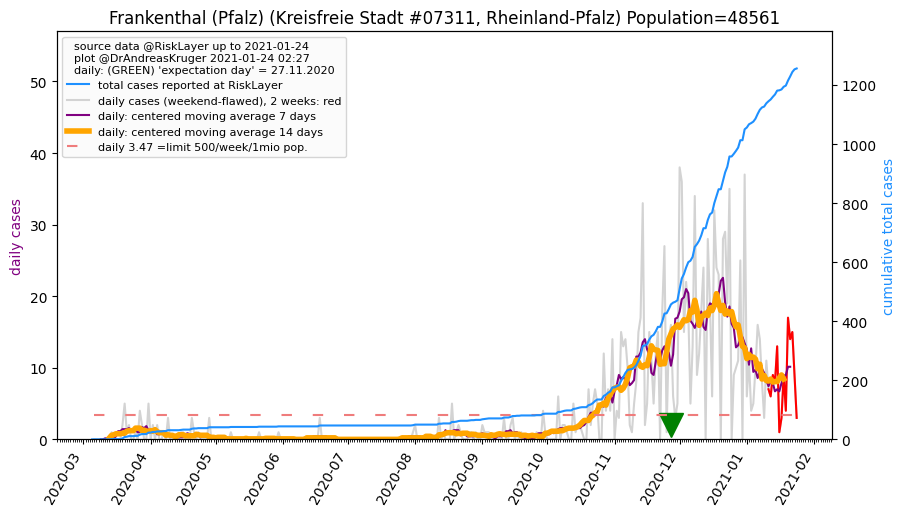 Frankenthal (Pfalz) (Kreisfreie Stadt #07311, Rheinland-Pfalz) Population=48561
source data @RiskLayer up to 2021-01-24
plot @DrAndreasKruger 2021-01-24 02:27
daily: (GREEN) 'expectation day' = 27.11.2020
total cases reported at RiskLayer
daily cases (weekend-flawed), 2 weeks: red
daily: centered moving average 7 days
daily: centered moving average 14 days
daily 3.47 =limit 500/week/1mio pop.
daily cases
50
40
30
20
10
0
1200
1000
800
600
400
200
0
cumulative total cases
2020-03
2020-04
2020-05
2020-06
2020-07
2020-08
2020-09
2020-10
2020-11
2020-12
2021-01
2021-02